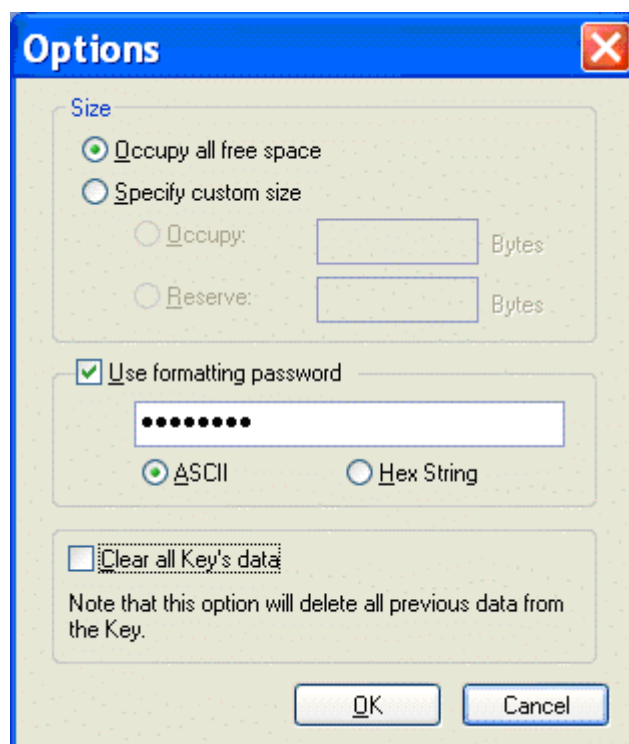 Options
Size
Occupy all free space
Specify custom size
Occupy:
Bytes
Reserve:
Bytes
Use formatting password
••••••••
ASCII
Hex String
Clear all Key's data
Note that this option will delete all previous data from
the Key.
OK
Cancel